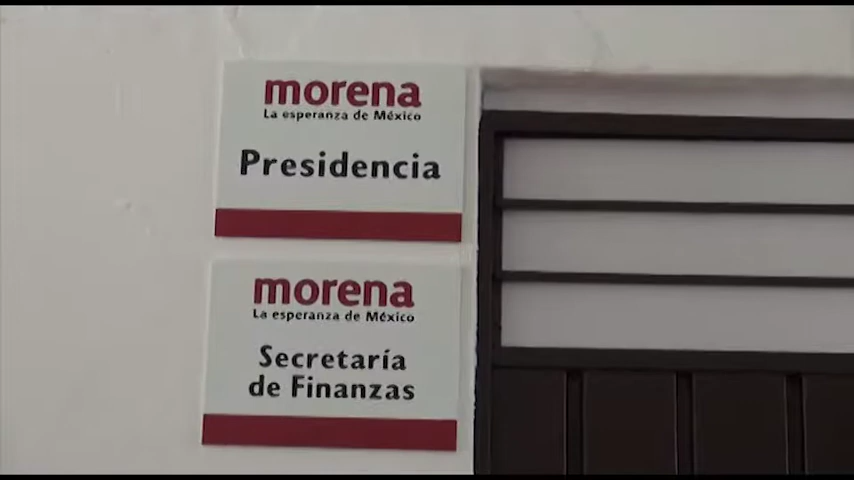 morena
La esperanza de México
Presidencia
morena
La esperanza de México
Secretaría
de Finanzas